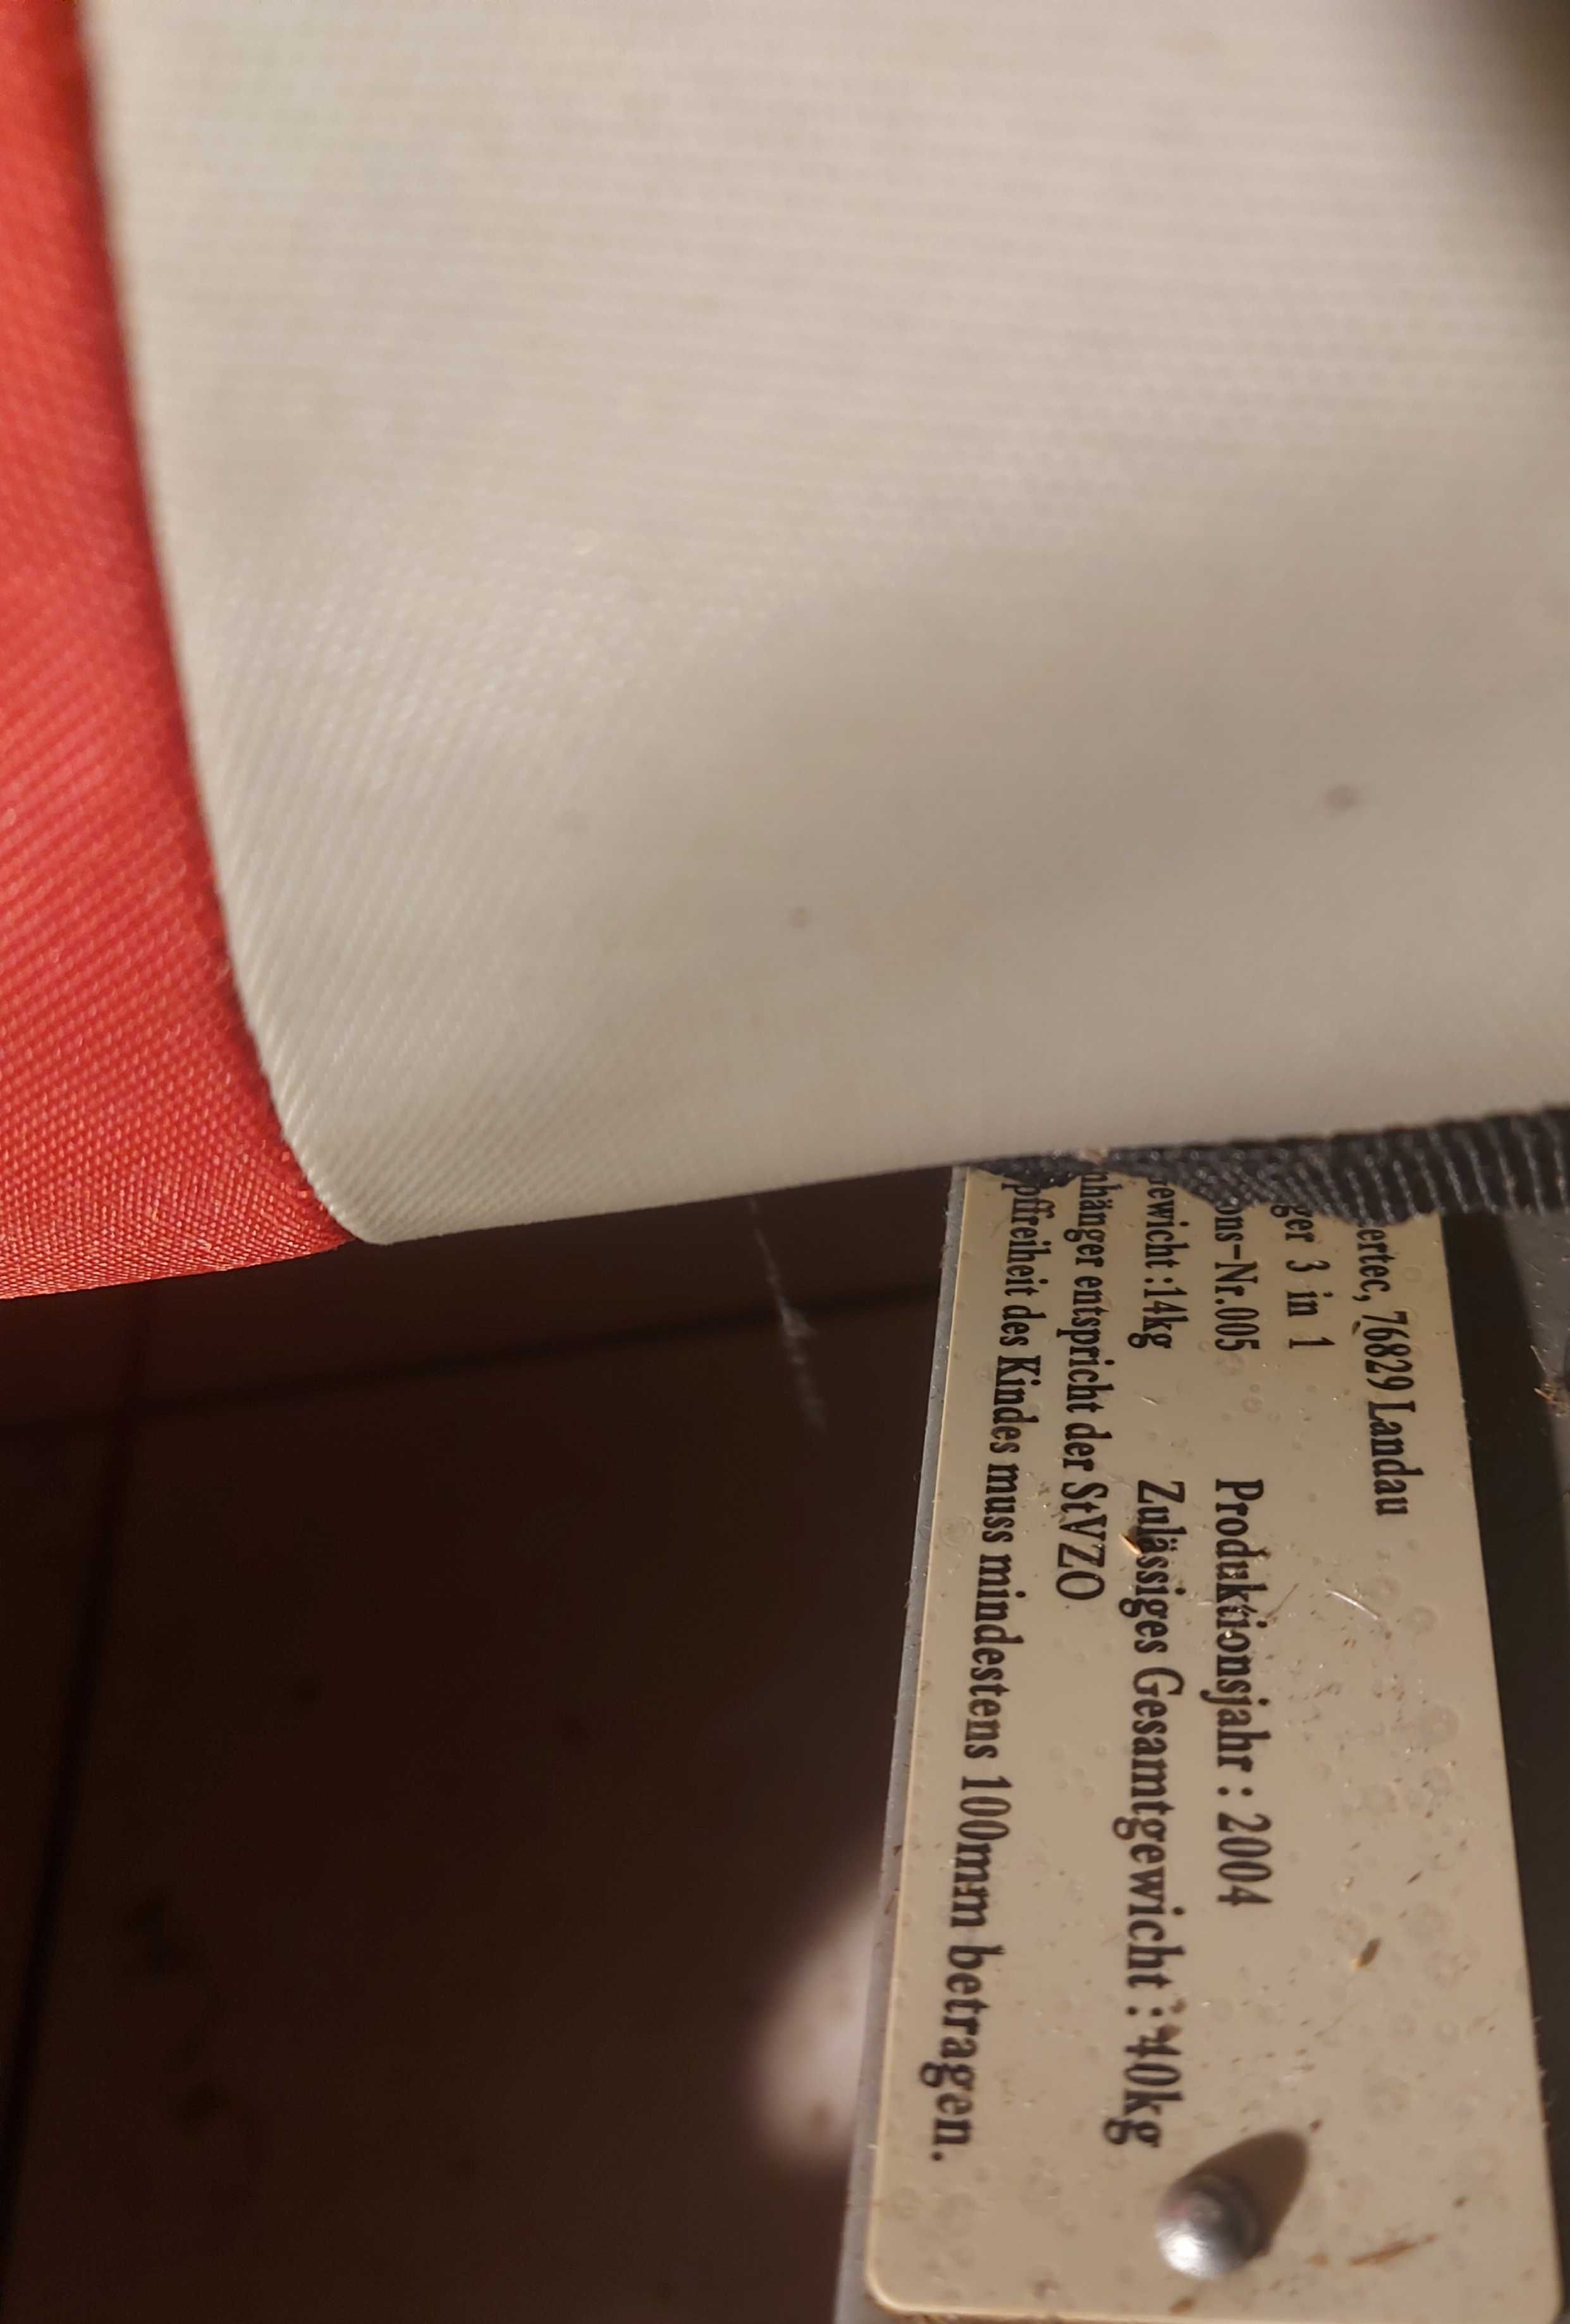 ertec, 76829 Landau
ger 3 in 1
ons-Nr.005 Produktionsjahr : 2004
ewicht :14kg Zulässiges Gesamtgewicht : 40kg
hänger entspricht der StVZO
pffreiheit des Kindes muss mindestens 100mm betragen.